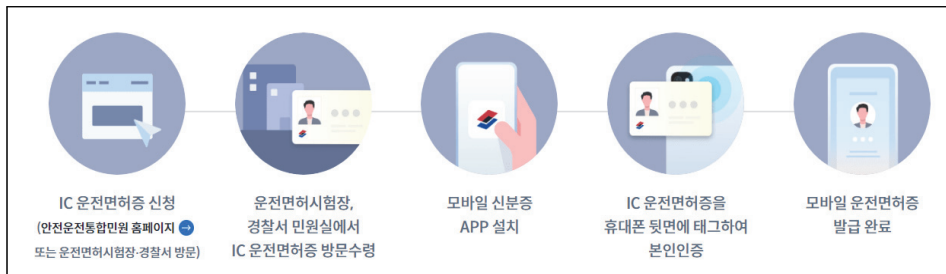 IC 운전면허증 신청
(안전운전통합민원 홈페이지 →
또는 운전면허시험장·경찰서 방문)
운전면허시험장,
경찰서 민원실에서
IC 운전면허증 방문수령
모바일 신분증
APP 설치
IC 운전면허증을
휴대폰 뒷면에 태그하여
본인인증
모바일 운전면허증
발급 완료